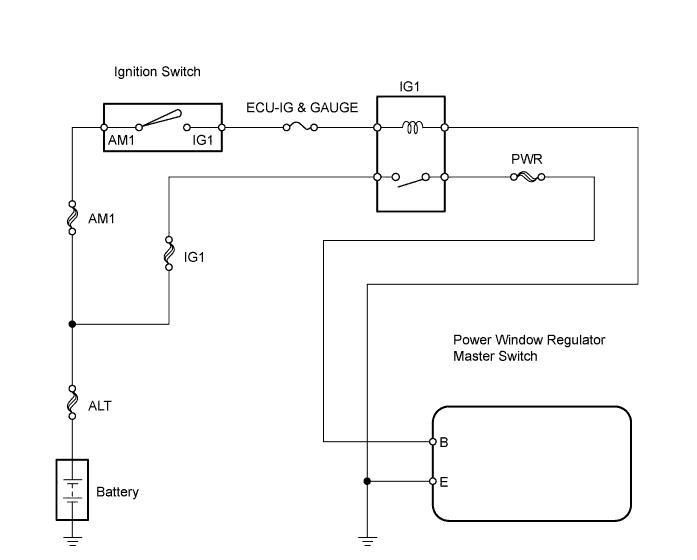 Ignition Switch
IG1
ECU-IG & GAUGE
AM1
IG1
PWR
AM1
IG1
Power Window Regulator
Master Switch
ALT
B
E
Battery